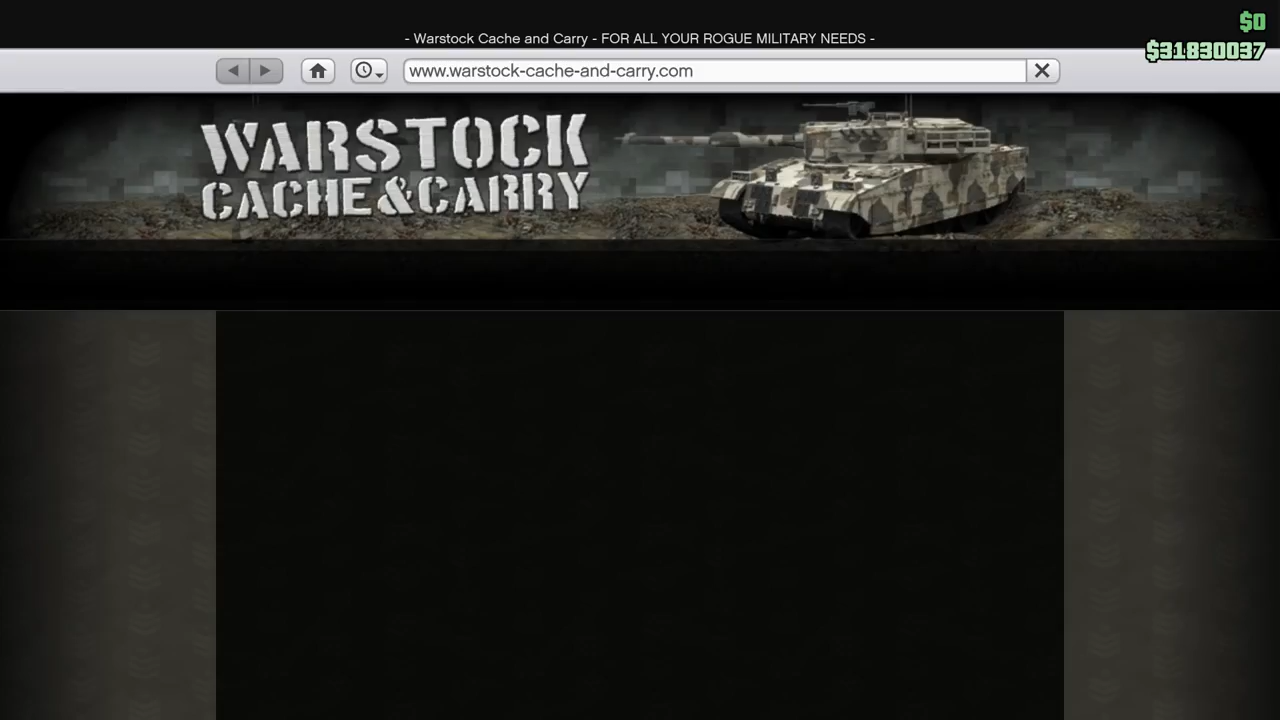 $0
- Warstock Cache and Carry - FOR ALL YOUR ROGUE MILITARY NEEDS -
$31830037
www.warstock-cache-and-carry.com
WARSTOCK
CACHE&CARRY